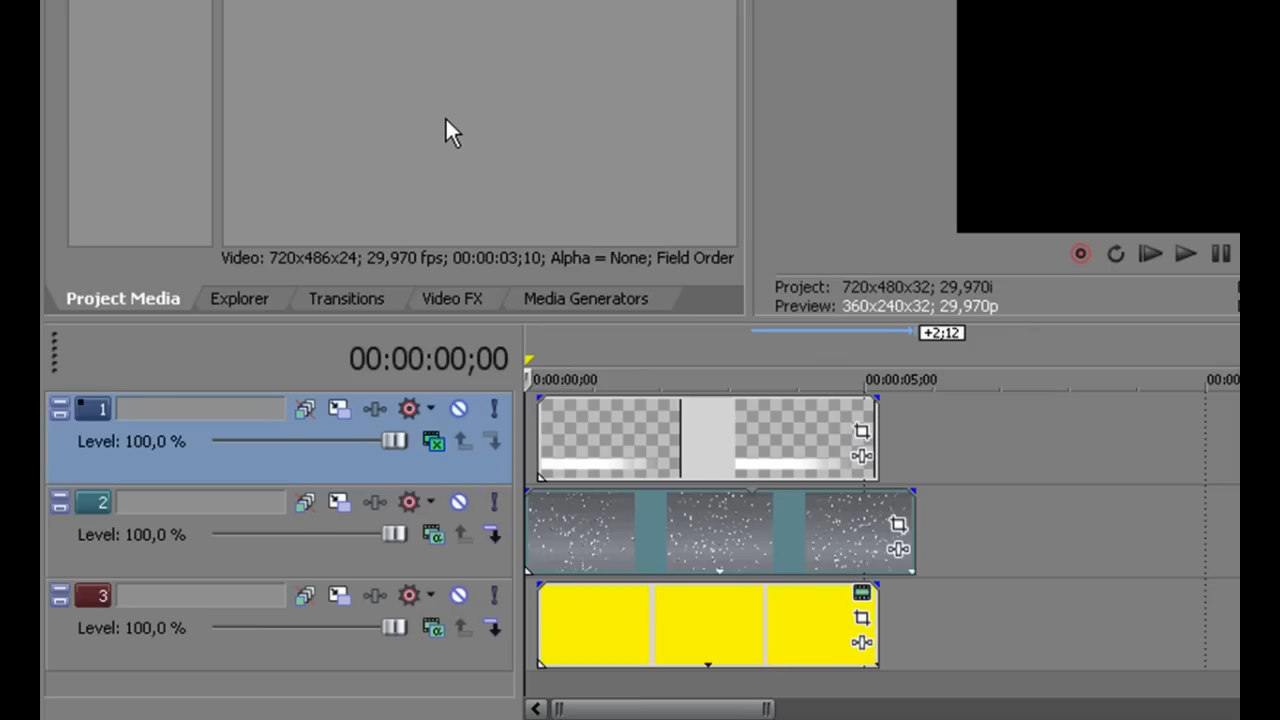 Video: 720x486x24; 29,970 fps; 00:00:03;10; Alpha = None; Field Order
Project Media Explorer Transitions Video FX Media Generators
Project: 720x480x32; 29,970i
Preview: 360x240x32; 29,970p
+2;12
00:00:00;00
0:00:00;00 00:00:05;00 00:00
1
Level: 100,0 %
2
Level: 100,0 %
3
Level: 100,0 %